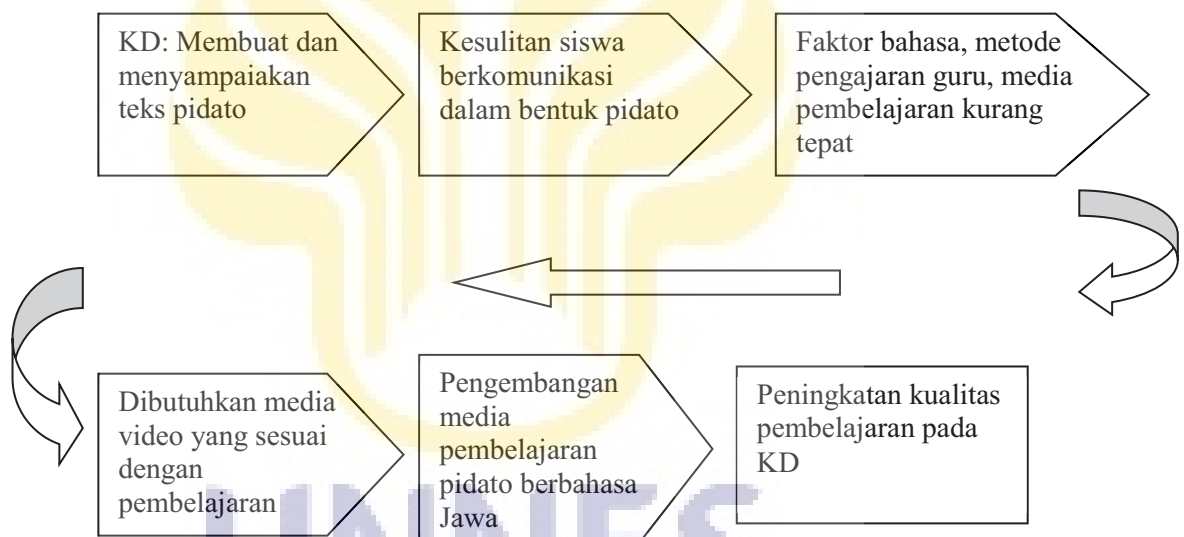 KD: Membuat dan
menyampaiakan
teks pidato
Kesulitan siswa
berkomunikasi
dalam bentuk pidato
Faktor bahasa, metode
pengajaran guru, media
pembelajaran kurang
tepat
Dibutuhkan media
video yang sesuai
dengan
pembelajaran
Pengembangan
media
pembelajaran
pidato berbahasa
Jawa
Peningkatan kualitas
pembelajaran pada
KD
UNNES